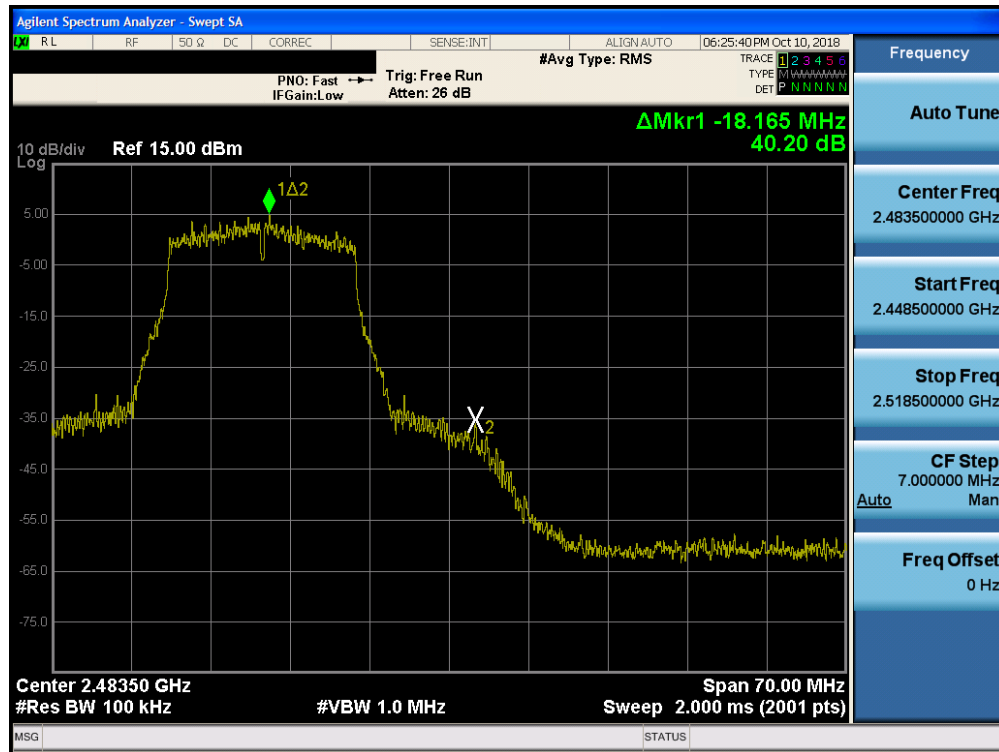 Agilent Spectrum Analyzer - Swept SA
LXI RL RF 50 Ω DC CORREC SENSE:INT ALIGN AUTO 06:25:40 PM Oct 10, 2018
#Avg Type: RMS TRACE 1 2 3 4 5 6
PNO: Fast Trig: Free Run TYPE M W W W W W
IFGain:Low Atten: 26 dB DET P N N N N N
ΔMkr1 -18.165 MHz
40.20 dB
10 dB/div Ref 15.00 dBm
Log
1Δ2
5.00
-5.00
-15.0
-25.0
-35.0
X2
-45.0
-55.0
-65.0
-75.0
Center 2.48350 GHz Span 70.00 MHz
#Res BW 100 kHz #VBW 1.0 MHz Sweep 2.000 ms (2001 pts)
MSG STATUS
Frequency
Auto Tune
Center Freq
2.483500000 GHz
Start Freq
2.448500000 GHz
Stop Freq
2.518500000 GHz
CF Step
7.000000 MHz
Auto Man
Freq Offset
0 Hz